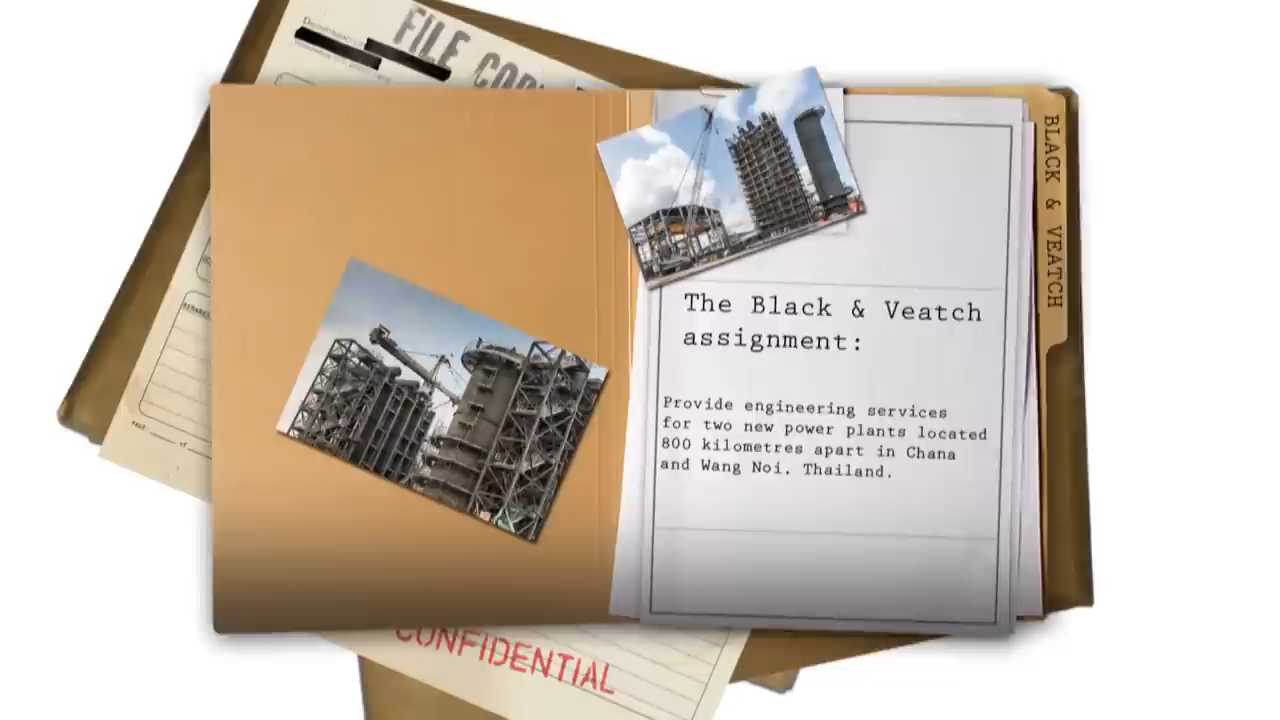 FILE COPY
BLACK & VEATCH
The Black & Veatch
assignment:
Provide engineering services
for two new power plants located
800 kilometres apart in Chana
and Wang Noi. Thailand.
CONFIDENTIAL